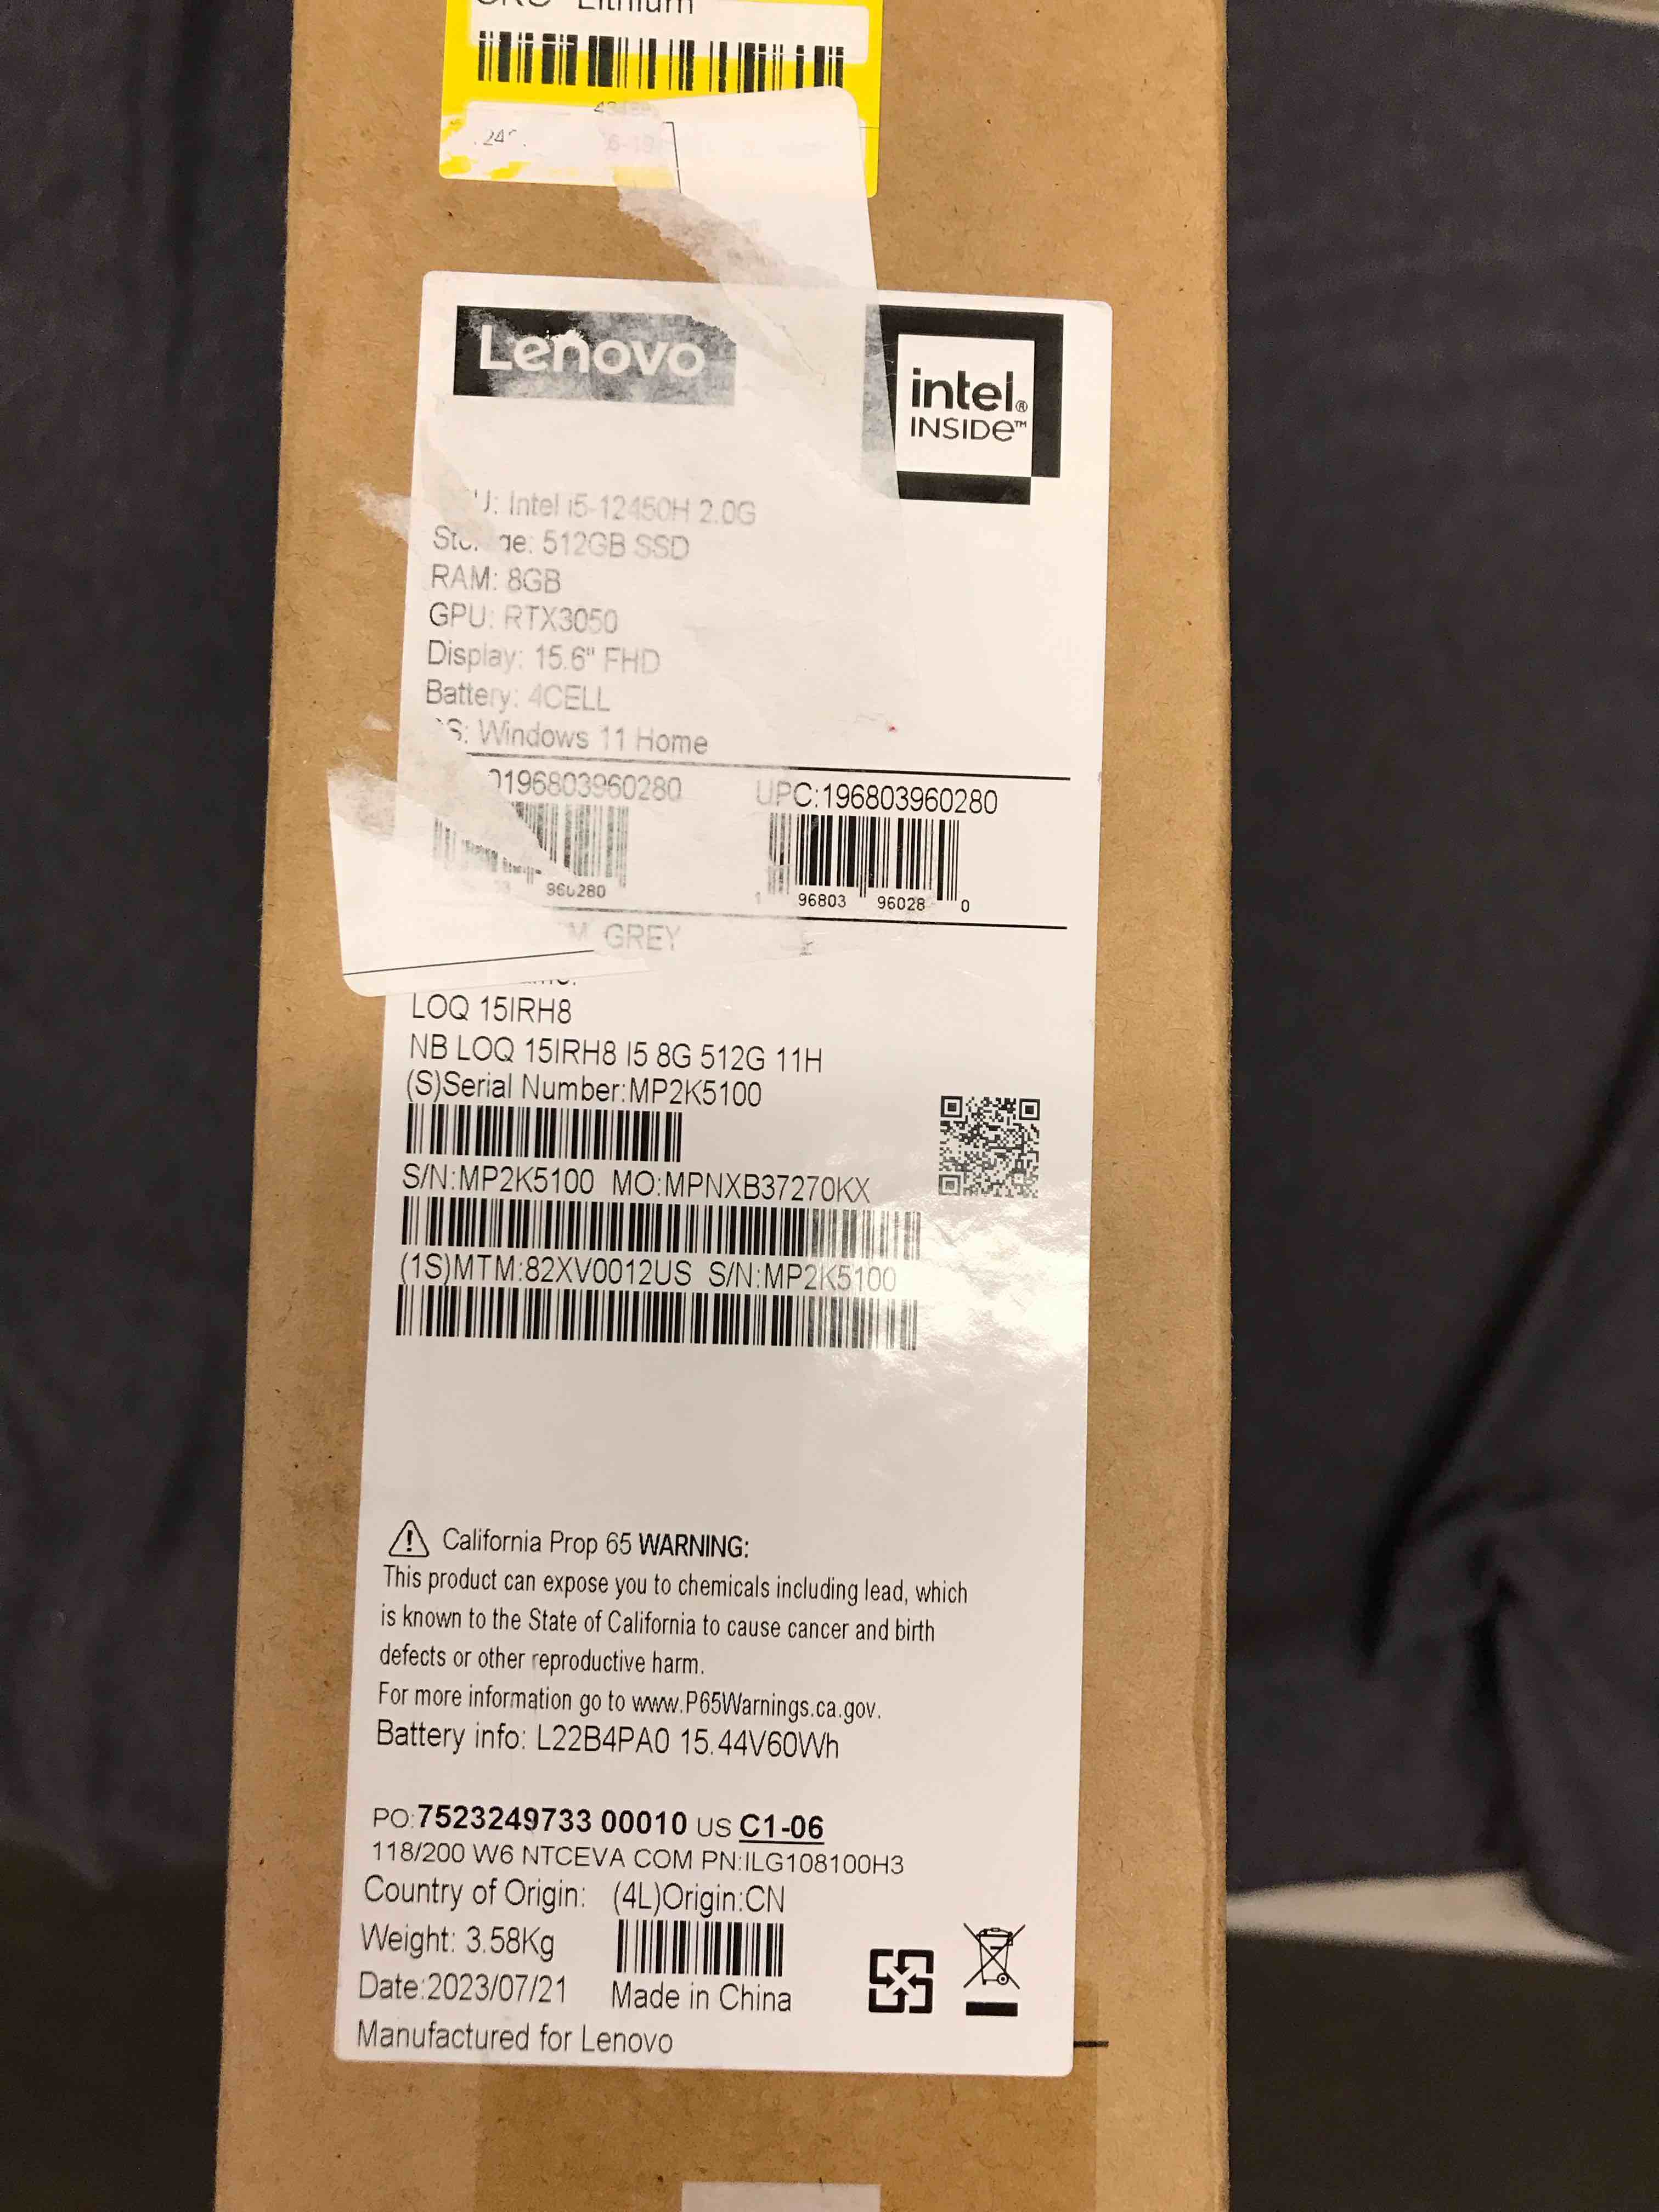 Lithium
Lenovo
intel®
INSIDE™
Intel i5-12450H 2.0G
512GB SSD
RAM: 8GB
GPU: RTX3050
Display: 15.6" FHD
Battery: 4CELL
Windows 11 Home
0196803960280 UPC:196803960280
960280 1 96803 96028 0
GREY
LOQ 15IRH8
NB LOQ 15IRH8 I5 8G 512G 11H
(S)Serial Number:MP2K5100
S/N:MP2K5100 MO:MPNXB37270KX
(1S)MTM:82XV0012US S/N:MP2K5100
California Prop 65 WARNING:
This product can expose you to chemicals including lead, which
is known to the State of California to cause cancer and birth
defects or other reproductive harm.
For more information go to www.P65Warnings.ca.gov.
Battery info: L22B4PA0 15.44V60Wh
PO:7523249733 00010 US C1-06
118/200 W6 NTCEVA COM PN:ILG108100H3
Country of Origin: (4L)Origin:CN
Weight: 3.58Kg
Date:2023/07/21 Made in China
Manufactured for Lenovo